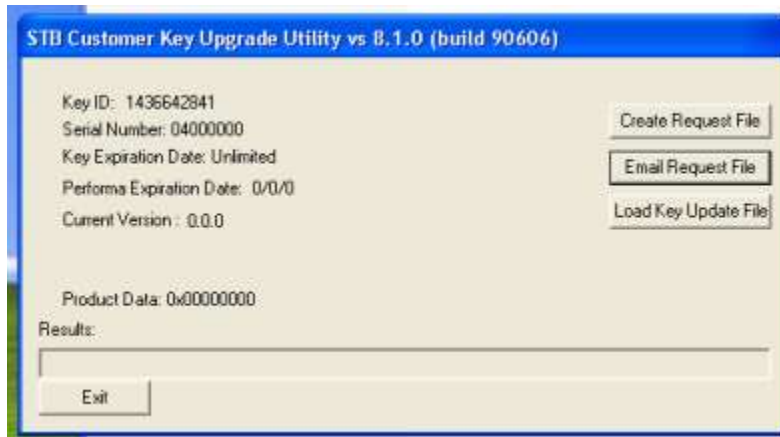 STB Customer Key Upgrade Utility vs 8.1.0 (build 90606)
Key ID: 1436642841
Serial Number: 04000000
Key Expiration Date: Unlimited
Performa Expiration Date: 0/0/0
Current Version : 0.0.0
Create Request File
Email Request File
Load Key Update File
Product Data: 0x00000000
Results:
Exit